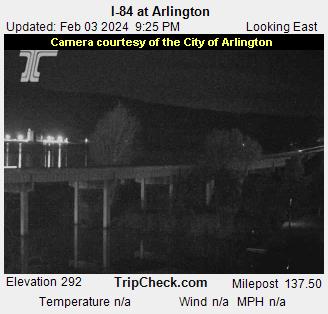 I-84 at Arlington
Updated: Feb 03 2024 9:25 PM Looking East
Camera courtesy of the City of Arlington
Elevation 292 TripCheck.com Milepost 137.50
Temperature n/a Wind n/a MPH n/a